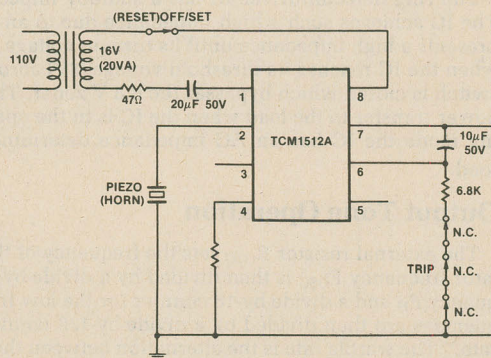 (RESET)OFF/SET
110V
16V
(20VA)
47Ω
20μF 50V
1
8
2
7
TCM1512A
3
6
4
5
10μF
50V
6.8K
PIEZO
(HORN)
N.C.
TRIP
N.C.
N.C.